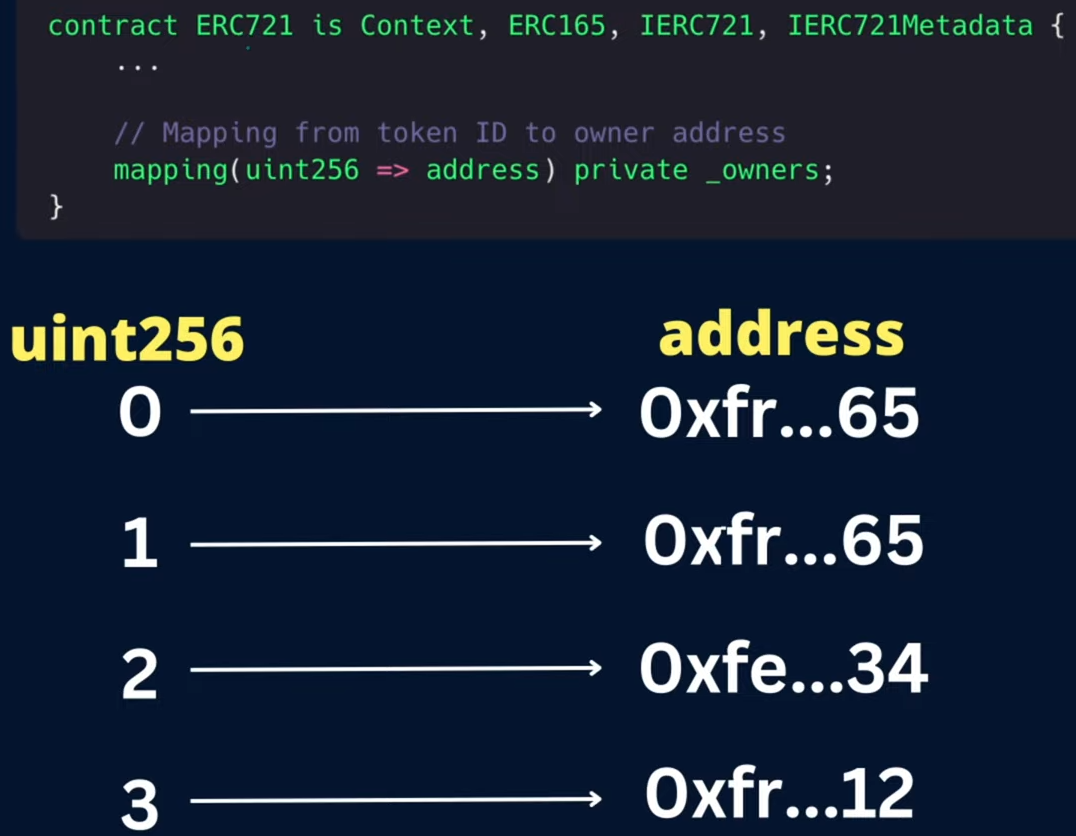 contract ERC721 is Context, ERC165, IERC721, IERC721Metadata {
...
// Mapping from token ID to owner address
mapping(uint256 => address) private _owners;
}
uint256 address
0 0xfr...65
1 0xfr...65
2 0xfe...34
3 0xfr...12